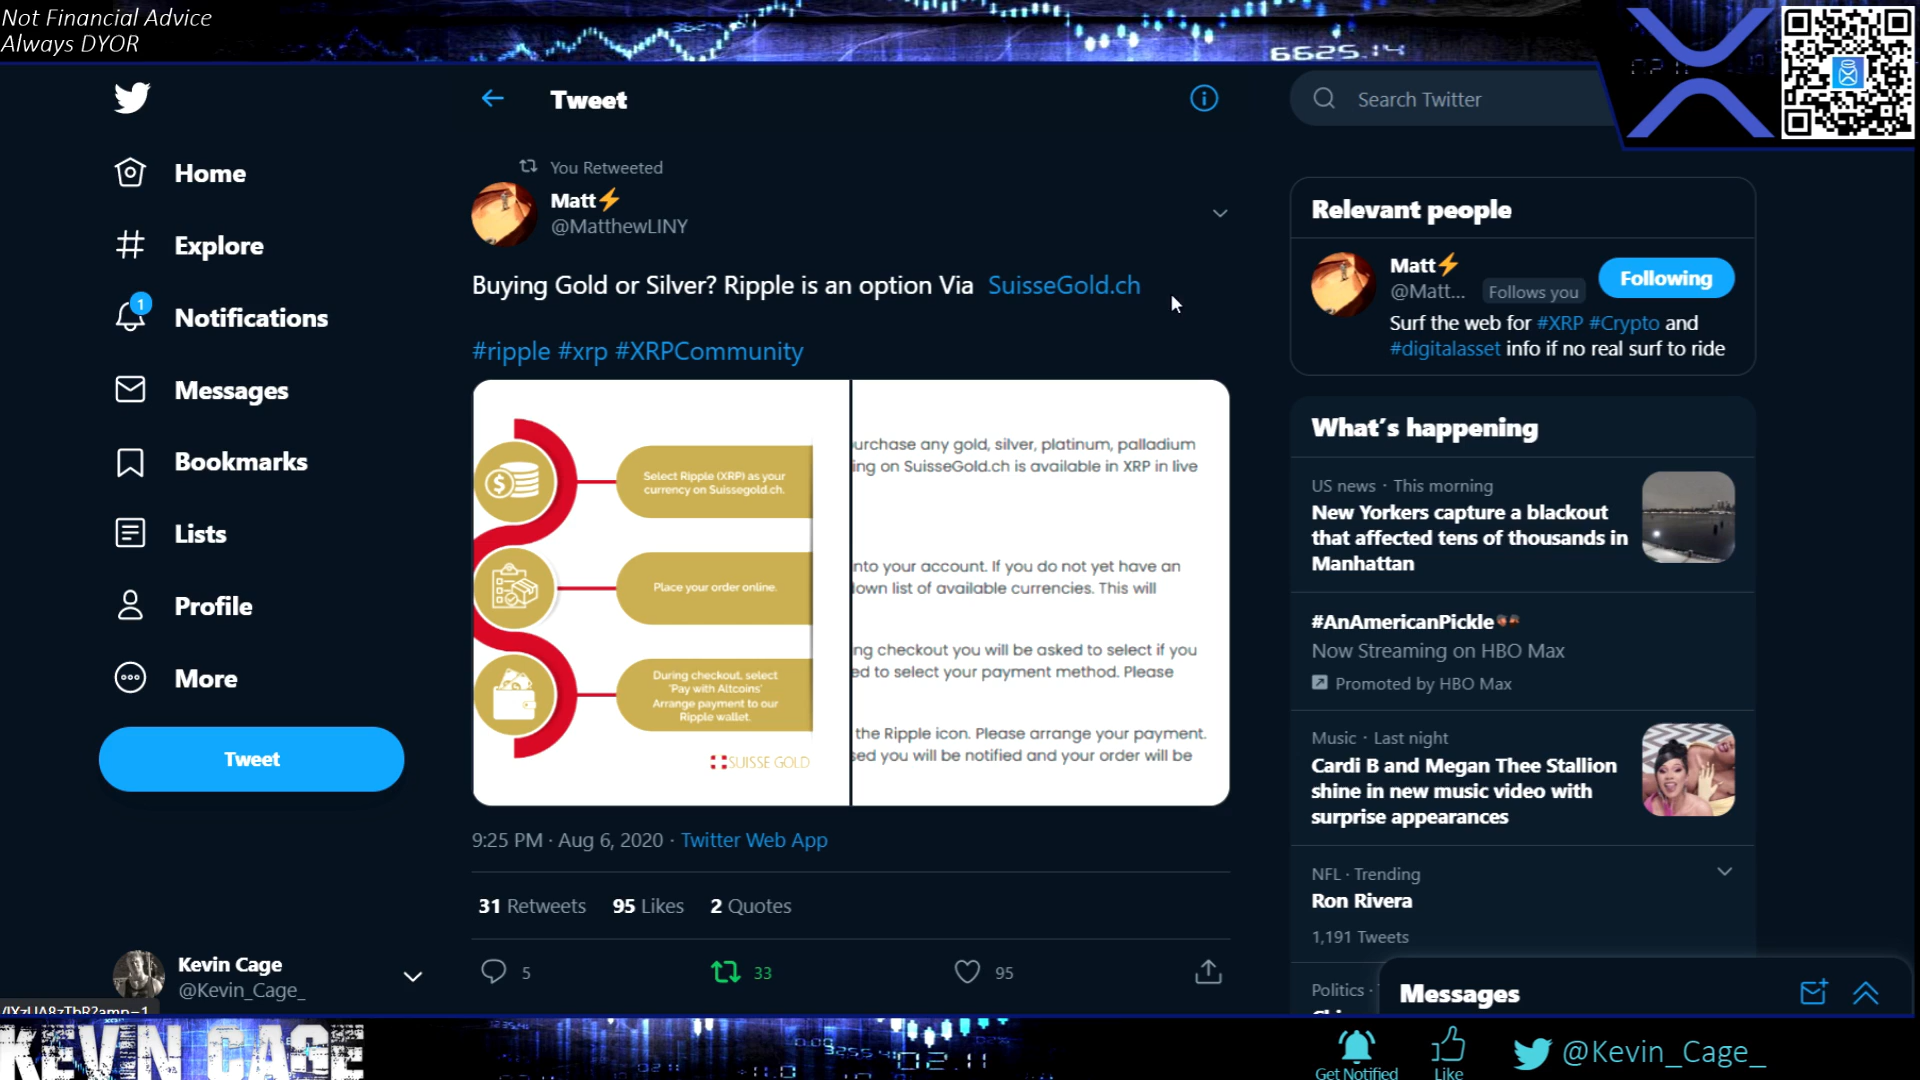 Not Financial Advice
Always DYOR
6625.14
Tweet
Search Twitter
Home
Explore
1
Notifications
Messages
Bookmarks
Lists
Profile
More
Tweet
Kevin Cage
@Kevin_Cage_
You Retweeted
Matt⚡
@MatthewLINY
Buying Gold or Silver? Ripple is an option Via SuisseGold.ch
#ripple #xrp #XRPCommunity
Select Ripple (XRP) as your
currency on Suissegold.ch.
Place your order online.
During checkout, select
'Pay with Altcoins'
Arrange payment to our
Ripple wallet.
SUISSE GOLD
urchase any gold, silver, platinum, palladium
ing on SuisseGold.ch is available in XRP in live
nto your account. If you do not yet have an
lown list of available currencies. This will
ng checkout you will be asked to select if you
ed to select your payment method. Please
the Ripple icon. Please arrange your payment.
sed you will be notified and your order will be
9:25 PM · Aug 6, 2020 · Twitter Web App
31 Retweets 95 Likes 2 Quotes
5 33 95
Relevant people
Matt⚡
@Matt... Follows you
Following
Surf the web for #XRP #Crypto and
#digitalasset info if no real surf to ride
What's happening
US news · This morning
New Yorkers capture a blackout
that affected tens of thousands in
Manhattan
#AnAmericanPickle
Now Streaming on HBO Max
Promoted by HBO Max
Music · Last night
Cardi B and Megan Thee Stallion
shine in new music video with
surprise appearances
NFL · Trending
Ron Rivera
1,191 Tweets
Politics ·
Messages
KEVIN CAGE
02.11
Get Notified
Like
@Kevin_Cage_